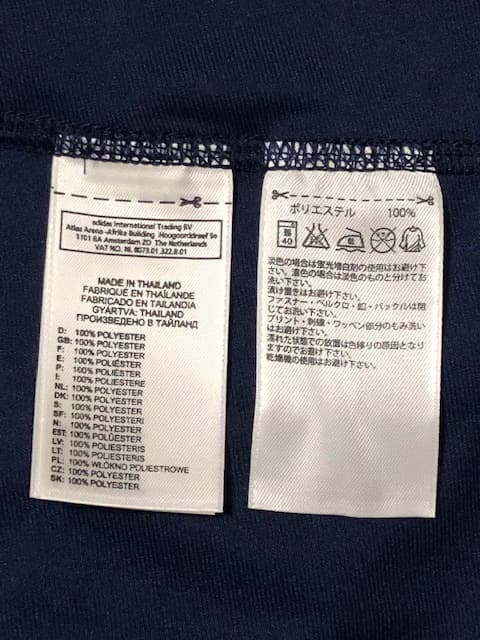 adidas International Trading BV
Atlas Arena -Afrika Building Hoogoorddreef 9a
1101 BA Amsterdam ZO The Netherlands
VAT NO. NL 8073.01.322.B.01
MADE IN THAILAND
FABRIQUÉ EN THAÏLANDE
FABRICADO EN TAILANDIA
GYÁRTVA: THAILAND
ПРОИЗВЕДЕНО В ТАЙЛАНД
D: 100% POLYESTER
GB: 100% POLYESTER
F: 100% POLYESTER
E: 100% POLIÉSTER
P: 100% POLIÉSTER
I: 100% POLIESTERE
NL: 100% POLYESTER
DK: 100% POLYESTER
S: 100% POLYESTER
SF: 100% POLYESTERI
N: 100% POLYESTER
EST: 100% POLÜESTER
LV: 100% POLIESTERIS
LT: 100% POLIESTERIS
PL: 100% WŁÓKNO POLIESTROWE
CZ: 100% POLYESTER
SK: 100% POLYESTER
ポリエステル 100%
40
淡色の場合は蛍光増白剤の使用はお避け下
さい。濃色の場合は淡色のものと分けてお
洗い下さい。
漬け置きはお避け下さい。
ファスナー・ベルクロ・釦・バックルは閉
じてお洗い下さい。
プリント・刺繍・ワッペン部分のもみ洗い
はお避け下さい。
濡れた状態での放置は色移りの原因となり
ますのでお避け下さい。
乾燥機の使用はお避け下さい。